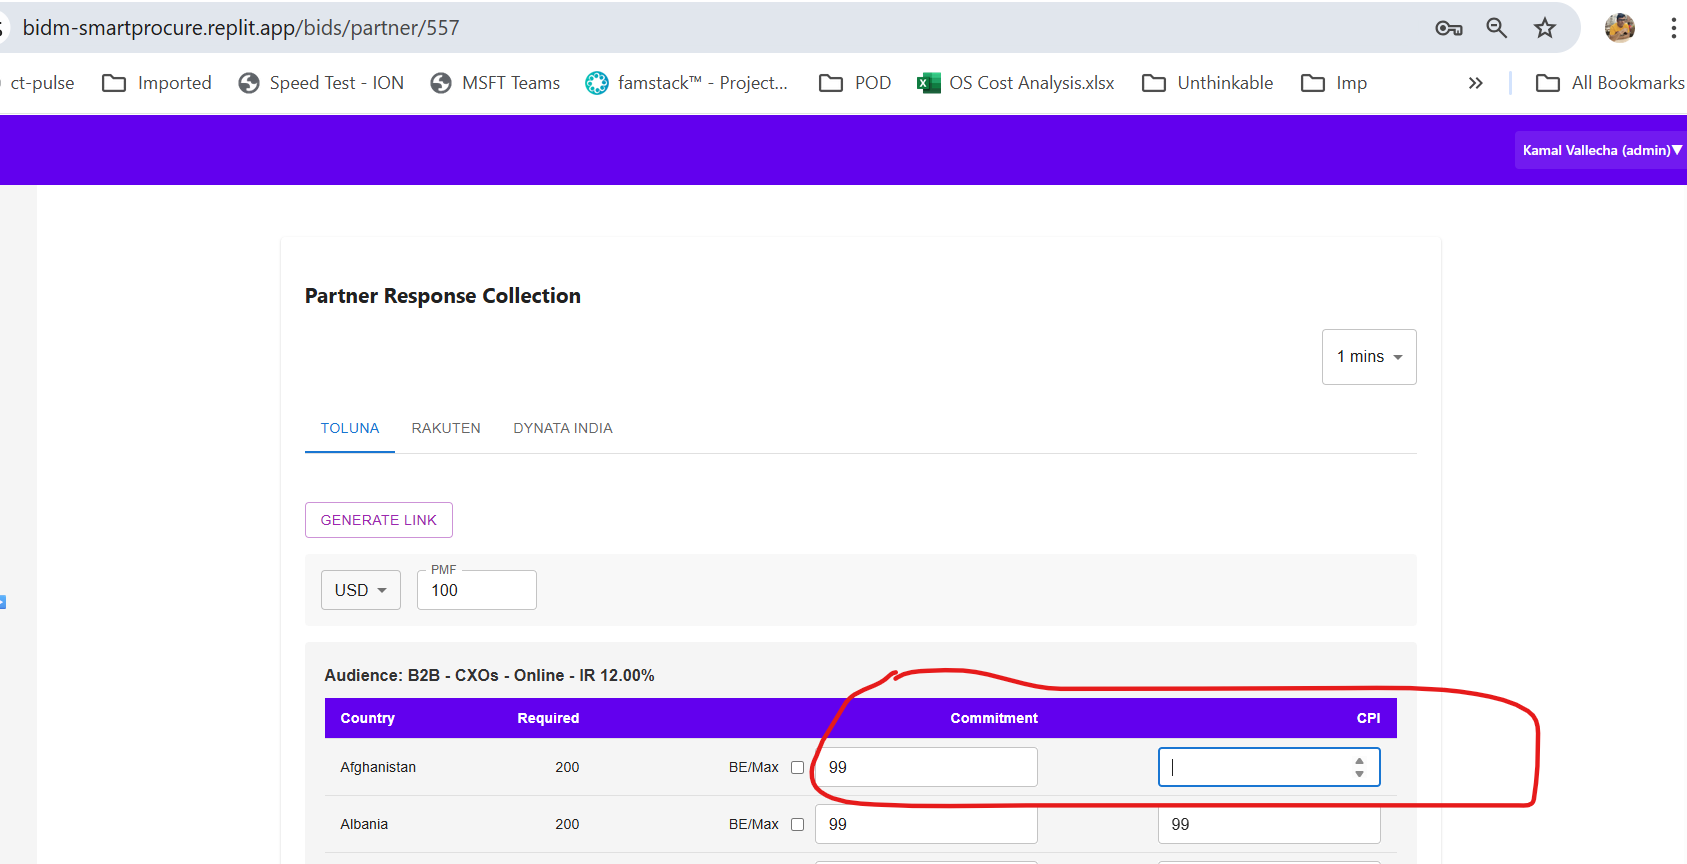 bidm-smartprocure.replit.app/bids/partner/557
ct-pulse Imported Speed Test - ION MSFT Teams famstack™ - Project... POD OS Cost Analysis.xlsx Unthinkable Imp » All Bookmarks
Kamal Vallecha (admin)▼
Partner Response Collection
1 mins
TOLUNA RAKUTEN DYNATA INDIA
GENERATE LINK
PMF
USD 100
Audience: B2B - CXOs - Online - IR 12.00%
Country Required Commitment CPI
Afghanistan 200 BE/Max 99
Albania 200 BE/Max 99 99